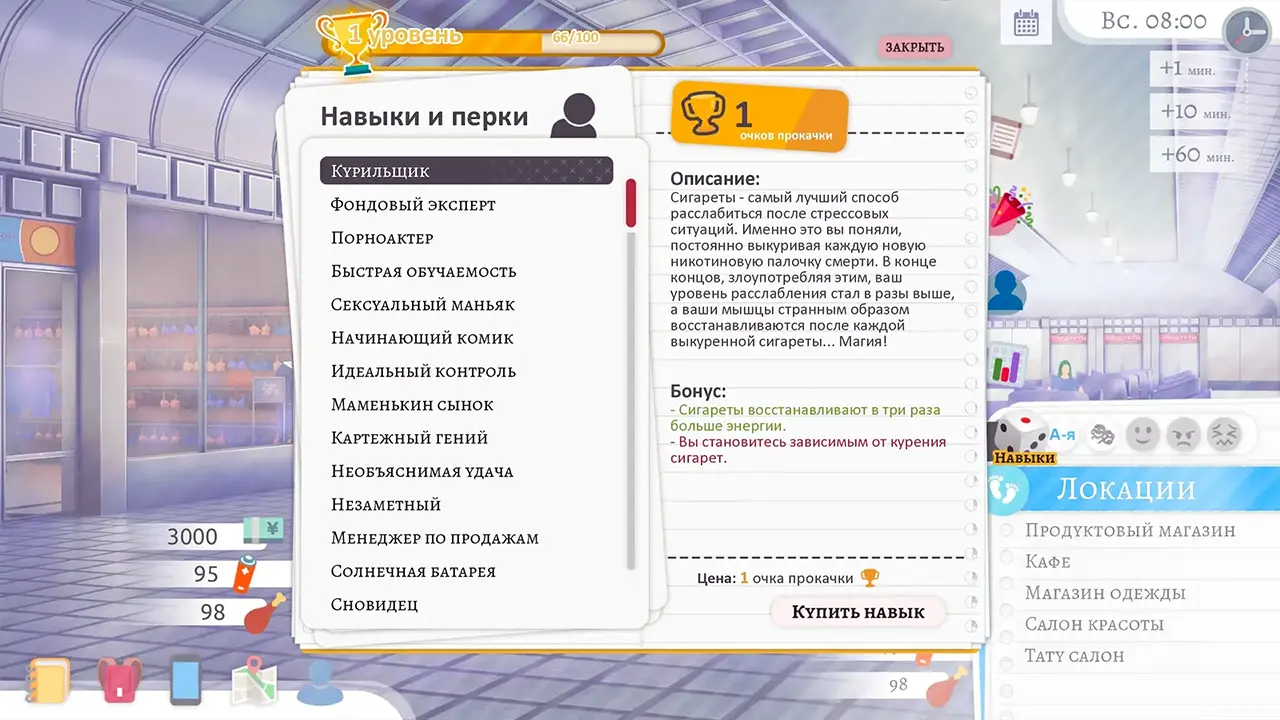 1 уровень
66/100
ЗАКРЫТЬ
Вс. 08:00
+1 мин.
+10 мин.
+60 мин.
Навыки и перки
1
очков прокачки
Курильщик
Фондовый эксперт
Порноактер
Быстрая обучаемость
Сексуальный маньяк
Начинающий комик
Идеальный контроль
Маменькин сынок
Картежный гений
Необъяснимая удача
Незаметный
Менеджер по продажам
Солнечная батарея
Сновидец
Описание:
Сигареты - самый лучший способ
расслабиться после стрессовых
ситуаций. Именно это вы поняли,
постоянно выкуривая каждую новую
никотиновую палочку смерти. В конце
концов, злоупотребляя этим, ваш
уровень расслабления стал в разы выше,
а ваши мышцы странным образом
восстанавливаются после каждой
выкуренной сигареты... Магия!
Бонус:
- Сигареты восстанавливают в три раза
больше энергии.
- Вы становитесь зависимым от курения
сигарет.
Цена: 1 очка прокачки
Купить навык
3000
¥
95
98
98
А-я
Навыки
Локации
Продуктовый магазин
Кафе
Магазин одежды
Салон красоты
Тату салон